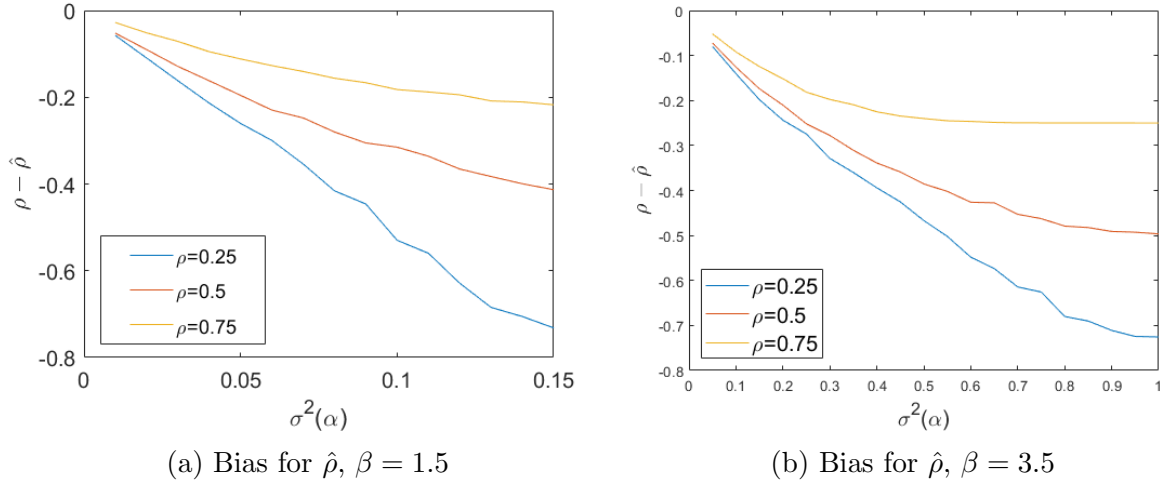 0
-0.2
-0.4
-0.6
-0.8
ρ − ρ̂
ρ=0.25
ρ=0.5
ρ=0.75
0 0.05 0.1 0.15
σ²(α)
(a) Bias for ρ̂, β = 1.5
0
-0.1
-0.2
-0.3
-0.4
-0.5
-0.6
-0.7
-0.8
ρ − ρ̂
ρ=0.25
ρ=0.5
ρ=0.75
0 0.1 0.2 0.3 0.4 0.5 0.6 0.7 0.8 0.9 1
σ²(α)
(b) Bias for ρ̂, β = 3.5